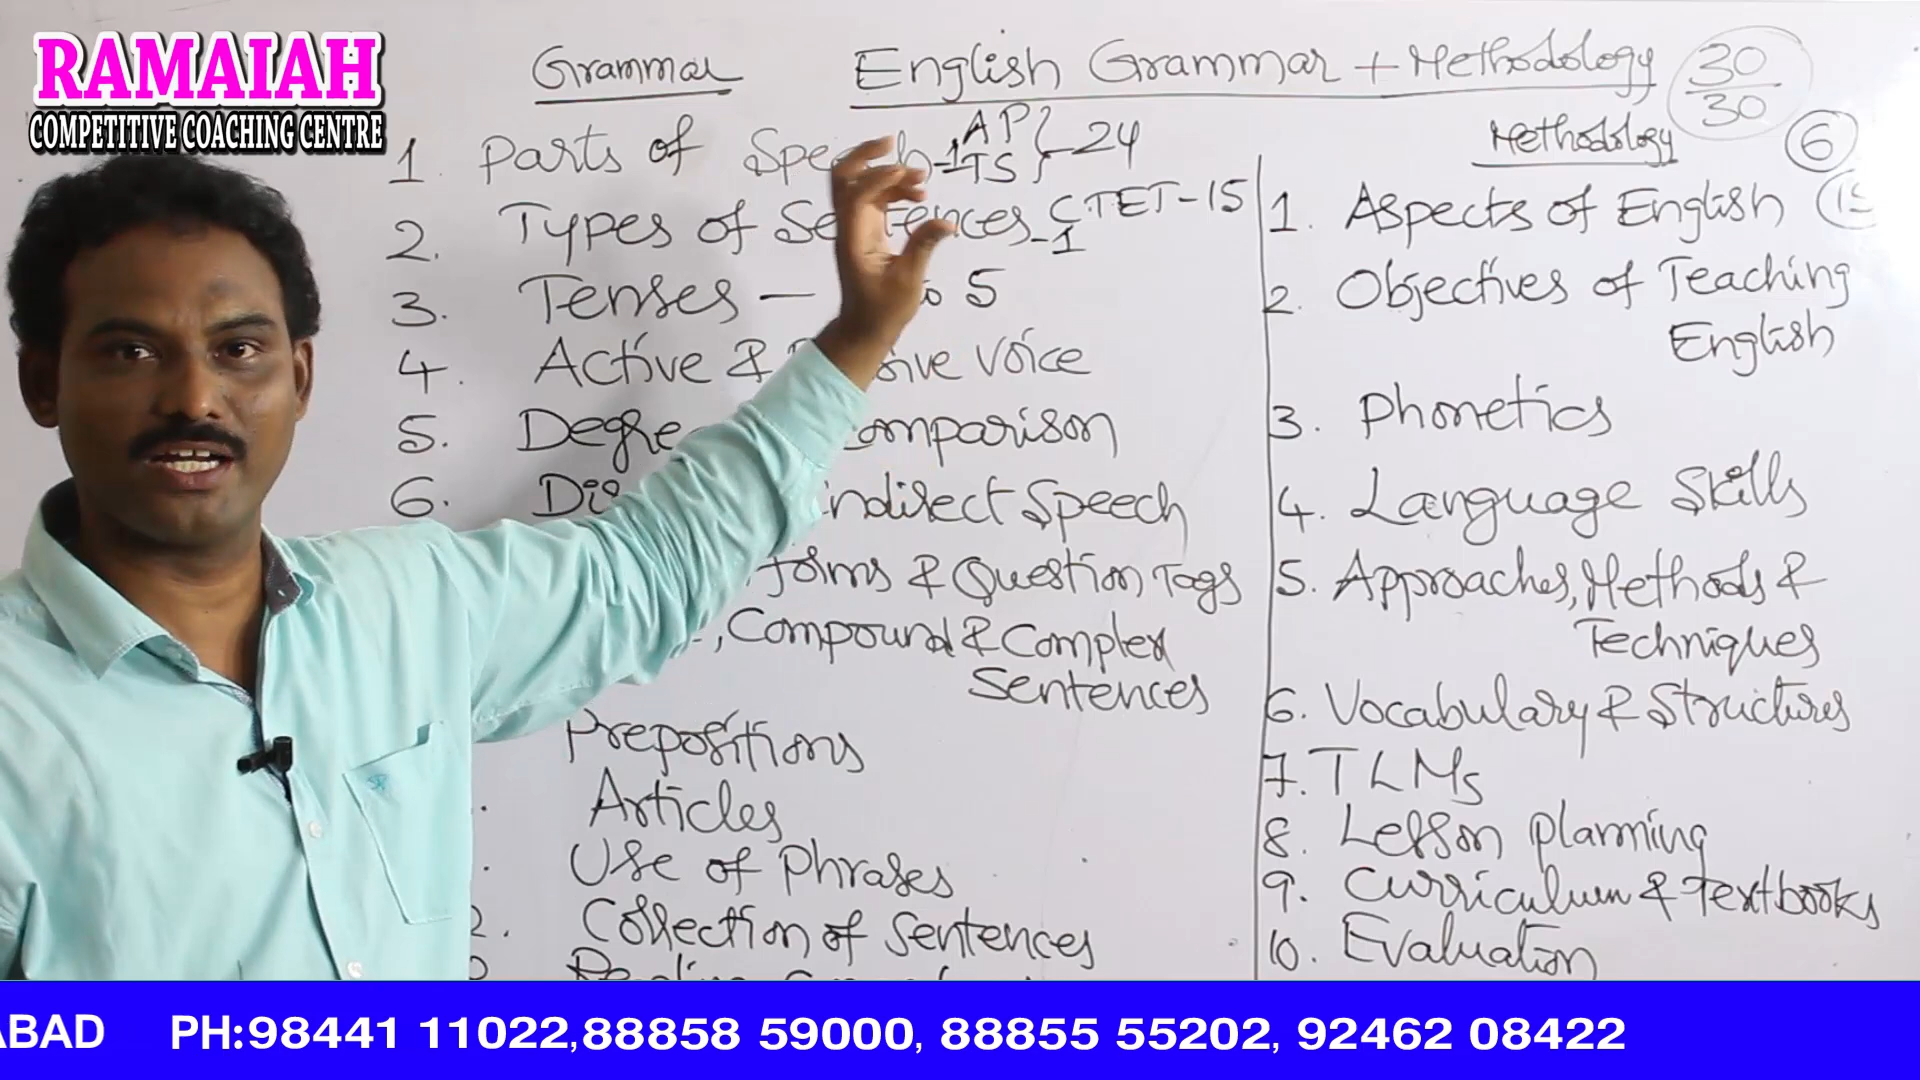 RAMAIAH
COMPETITIVE COACHING CENTRE
Grammar
English Grammar + Methodology
30
30
AP
TS
24
CTET-15
1. Parts of Speech-1
2. Types of Sentences-1
3. Tenses — 5
4. Active & Voice
5. Comparison
6. indirect Speech
forms & Question Tags
, Compound & Complex
Sentences
Prepositions
Articles
Use of Phrases
2. Collection of Sentences
Methodology
6
1. Aspects of English
15
2. Objectives of Teaching
English
3. Phonetics
4. Language Skills
5. Approaches, Methods &
Techniques
6. Vocabulary & Structures
7. TLMs
8. Lesson planning
9. Curriculum & Textbooks
10. Evaluation
ABAD PH:98441 11022,88858 59000, 88855 55202, 92462 08422